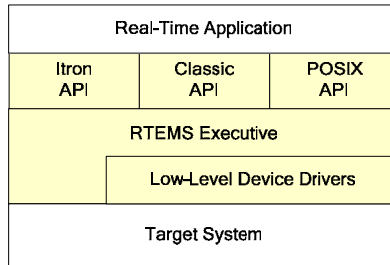 Real-Time Application
Itron
API
Classic
API
POSIX
API
RTEMS Executive
Low-Level Device Drivers
Target System